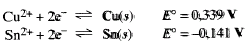 Cu²⁺ + 2e⁻ ⇌ Cu(s) E° = 0.339 V
Sn²⁺ + 2e⁻ ⇌ Sn(s) E° = –0.141 V